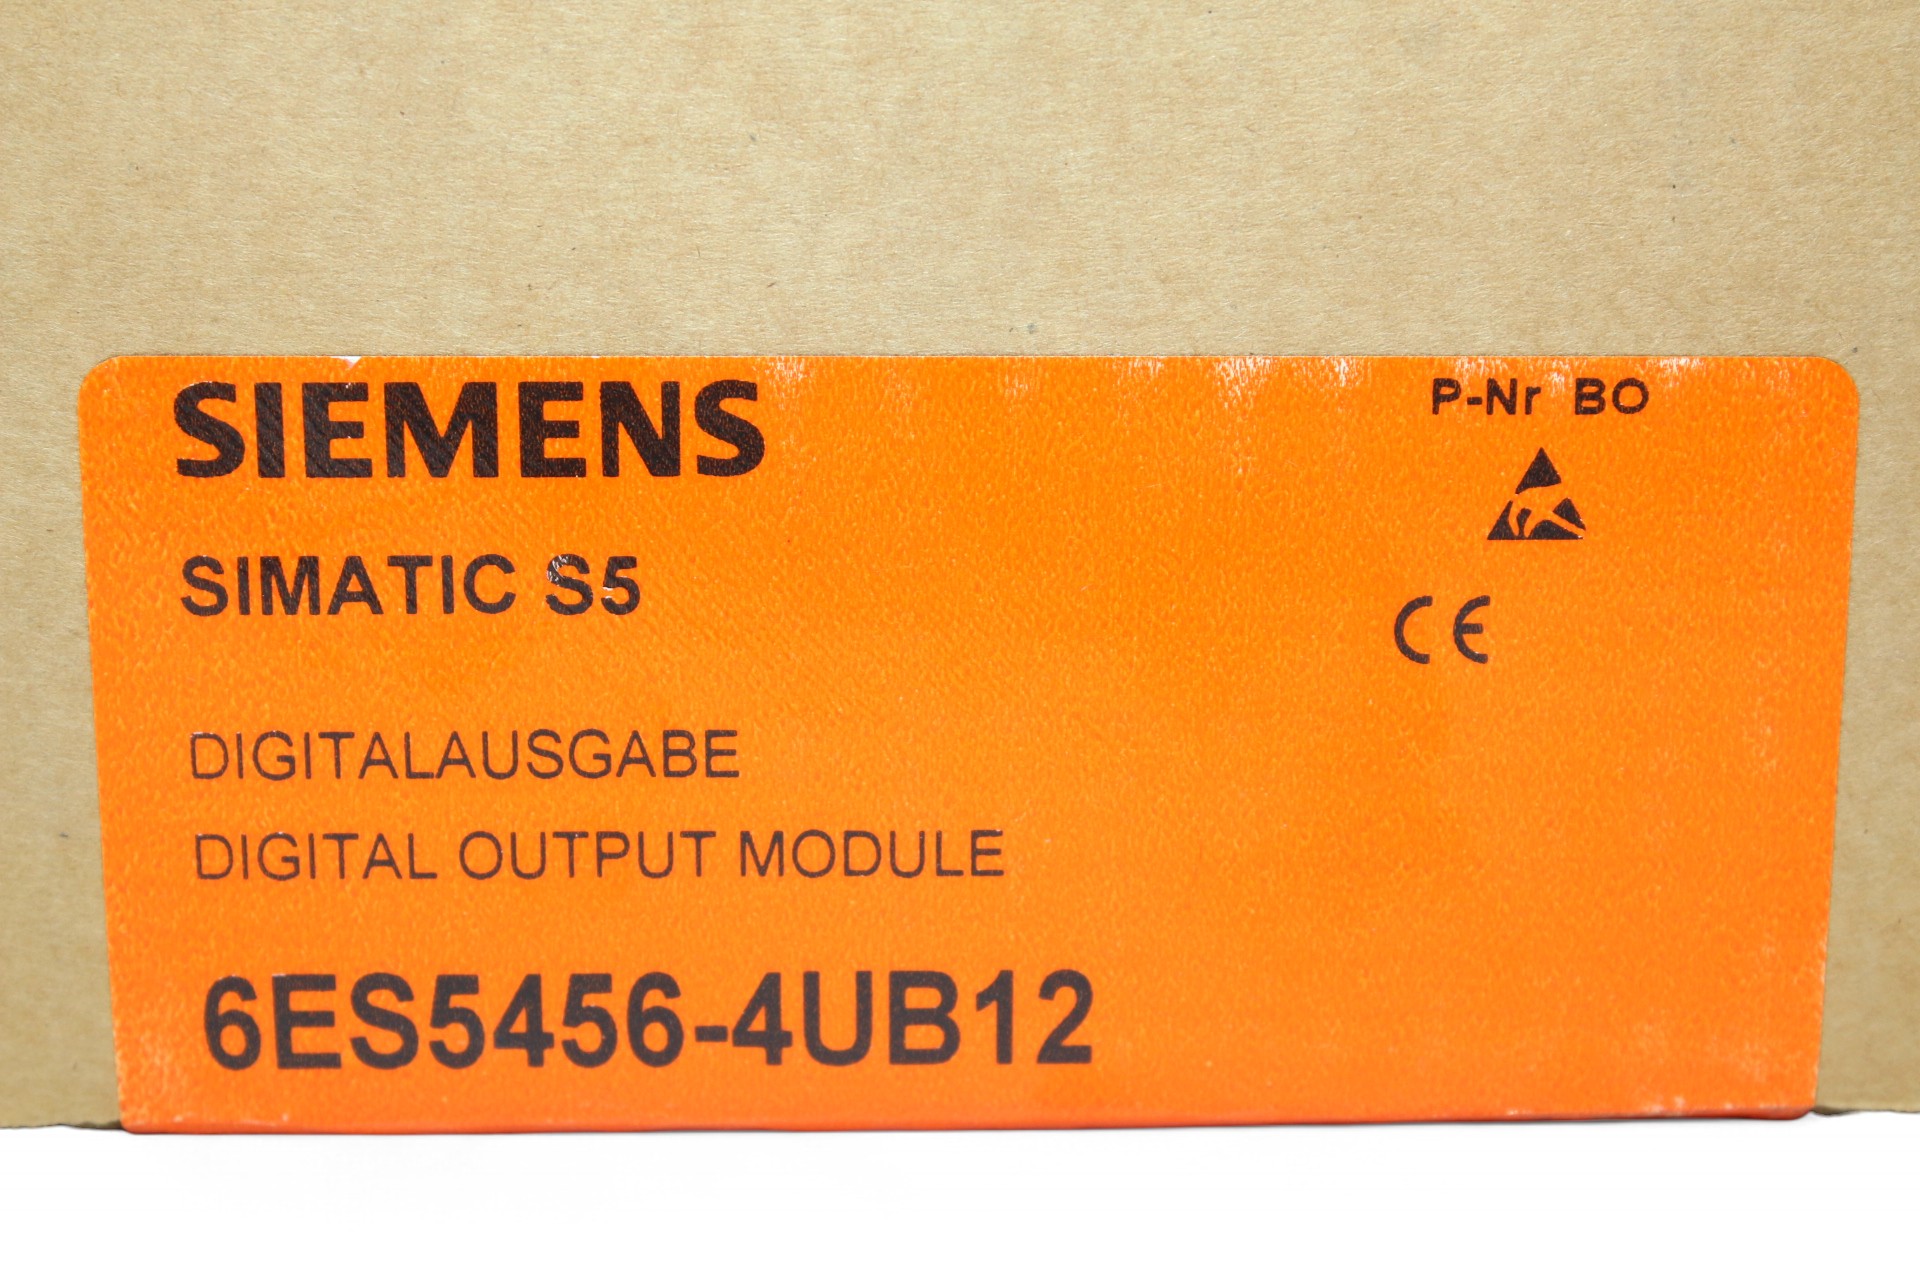 SIEMENS
P-Nr BO
SIMATIC S5
CE
DIGITALAUSGABE
DIGITAL OUTPUT MODULE
6ES5456-4UB12